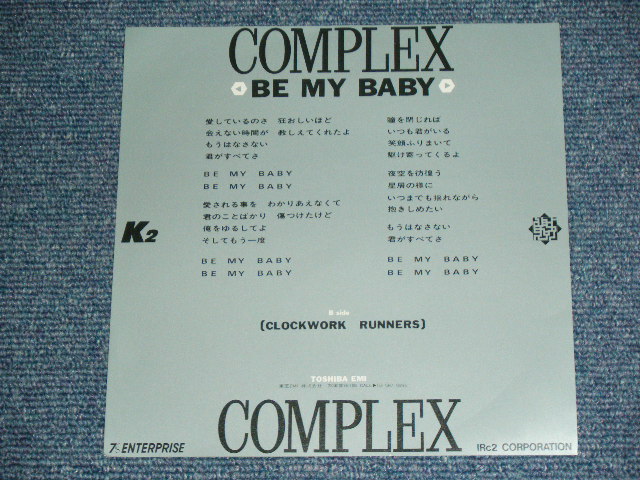 COMPLEX
BE MY BABY
愛しているのさ 狂おしいほど
会えない時間が 教えてくれたよ
もうはなさない
君がすべてさ
BE MY BABY
BE MY BABY
愛される事を わかりあえなくて
君のことばかり 傷つけたけど
俺をゆるしてよ
そしてもう一度
BE MY BABY
BE MY BABY
瞳を閉じれば
いつも君がいる
笑顔ふりまいて
駆け寄ってくるよ
夜空を彷徨う
星屑の様に
いつまでも揺れながら
抱きしめたい
もうはなさない
君がすべてさ
BE MY BABY
BE MY BABY
K2
B side
(CLOCKWORK RUNNERS)
TOSHIBA EMI
COMPLEX
7th ENTERPRISE
IRc2 CORPORATION